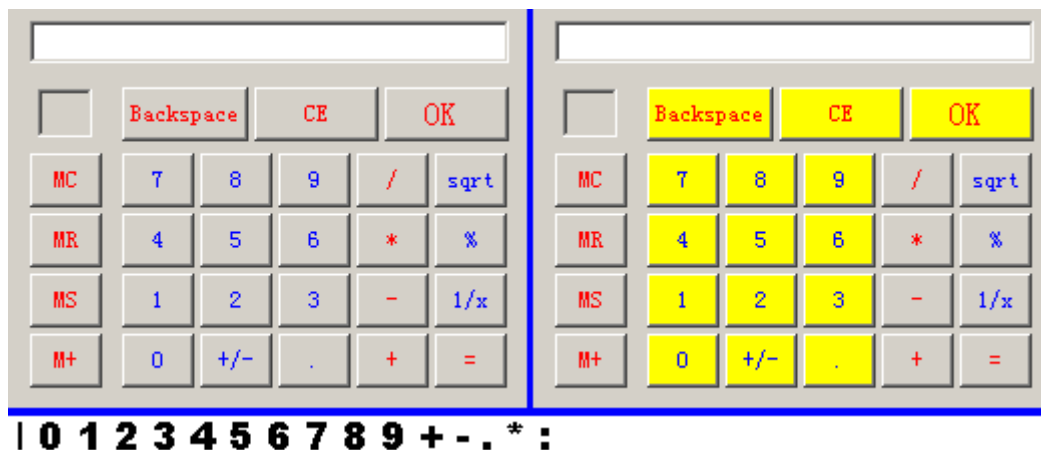 Backspace CE OK
MC 7 8 9 / sqrt
MR 4 5 6 * %
MS 1 2 3 - 1/x
M+ 0 +/- . + =
Backspace CE OK
MC 7 8 9 / sqrt
MR 4 5 6 * %
MS 1 2 3 - 1/x
M+ 0 +/- . + =
|0 1 2 3 4 5 6 7 8 9 + - . * :